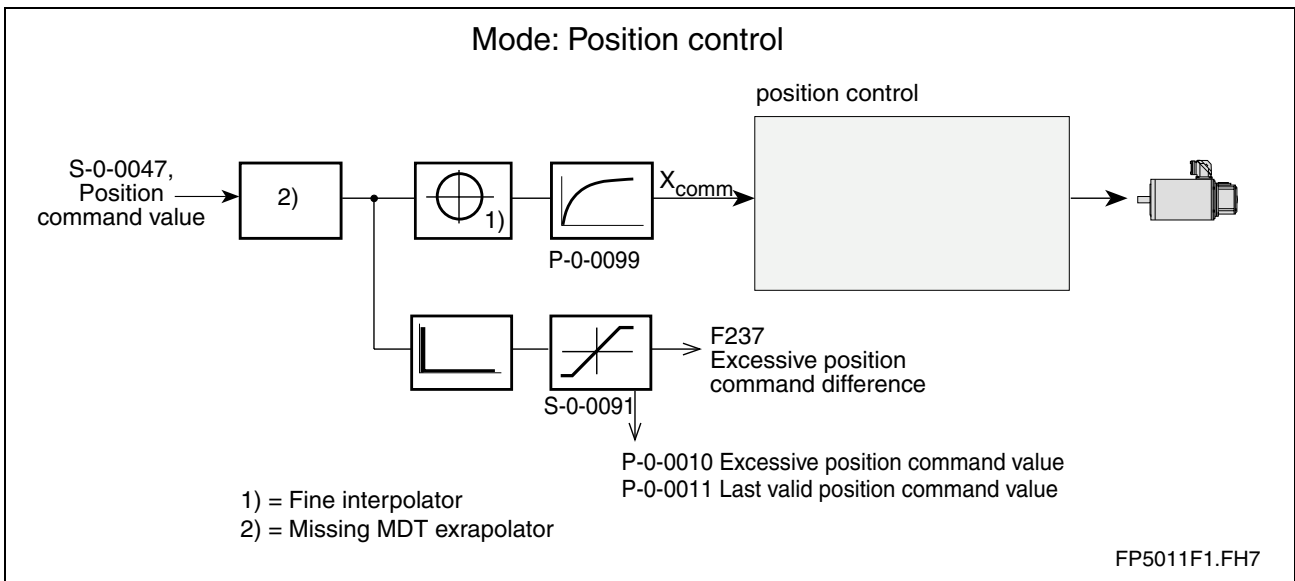 Mode: Position control
position control
S-0-0047,
Position
command value
2)
1)
P-0-0099
Xcomm
S-0-0091
F237
Excessive position
command difference
P-0-0010 Excessive position command value
P-0-0011 Last valid position command value
1) = Fine interpolator
2) = Missing MDT exrapolator
FP5011F1.FH7